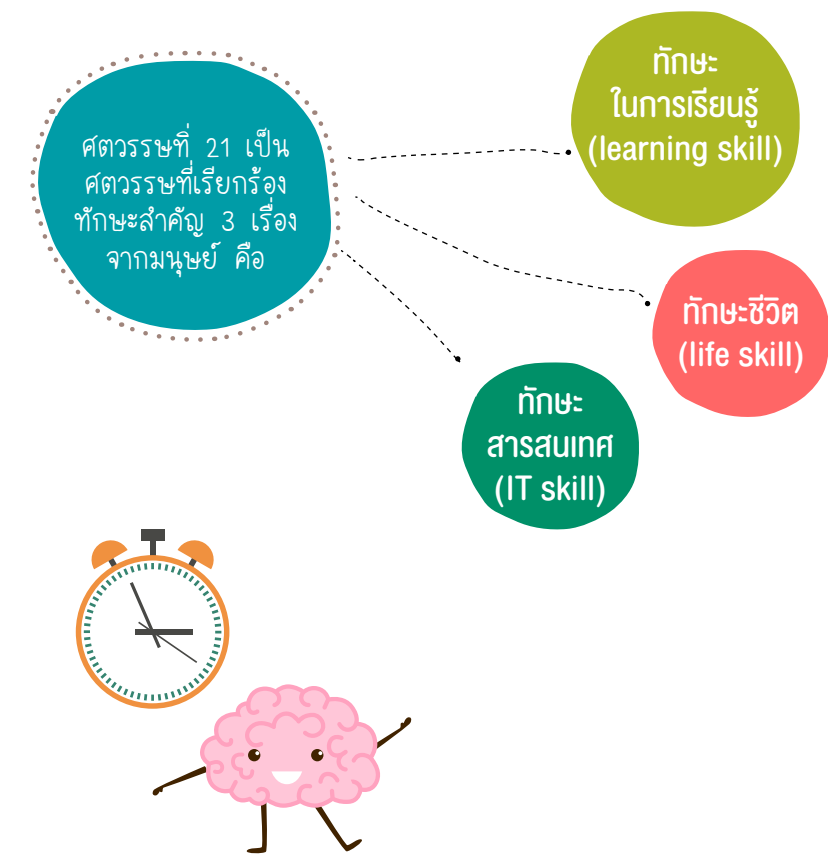 ศตวรรษที่ 21 เป็น
ศตวรรษที่เรียกร้อง
ทักษะสำคัญ 3 เรื่อง
จากมนุษย์ คือ
ทักษะ
ในการเรียนรู้
(learning skill)
ทักษะชีวิต
(life skill)
ทักษะ
สารสนเทศ
(IT skill)